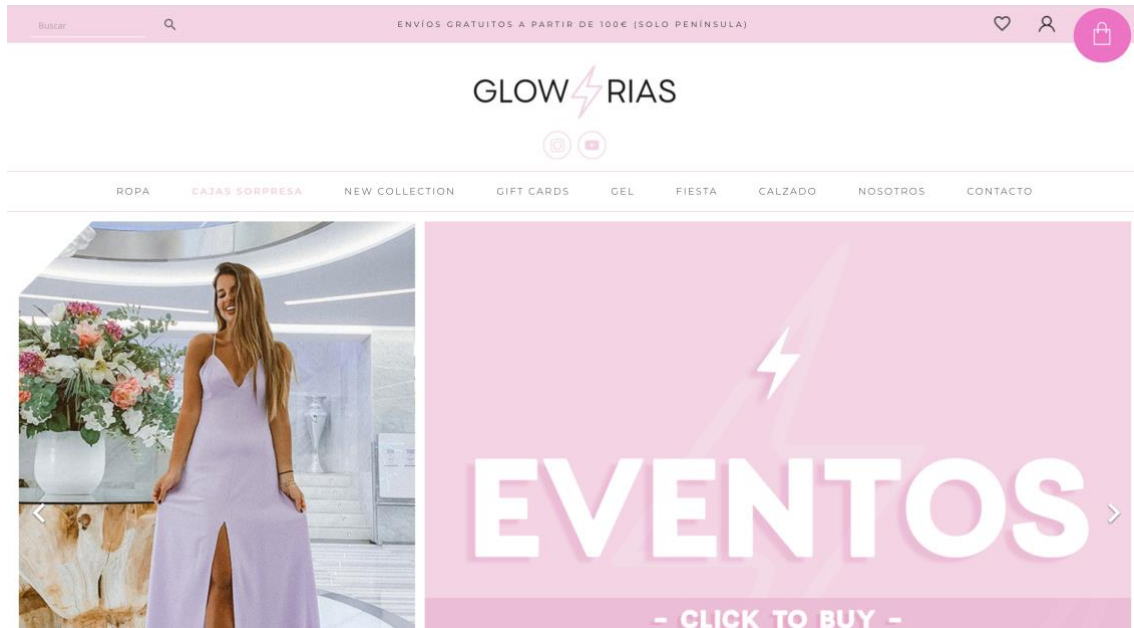 Buscar
ENVÍOS GRATUITOS A PARTIR DE 100€ (SOLO PENÍNSULA)
GLOW RIAS
ROPA CAJAS SORPRESA NEW COLLECTION GIFT CARDS GEL FIESTA CALZADO NOSOTROS CONTACTO
EVENTOS
- CLICK TO BUY -